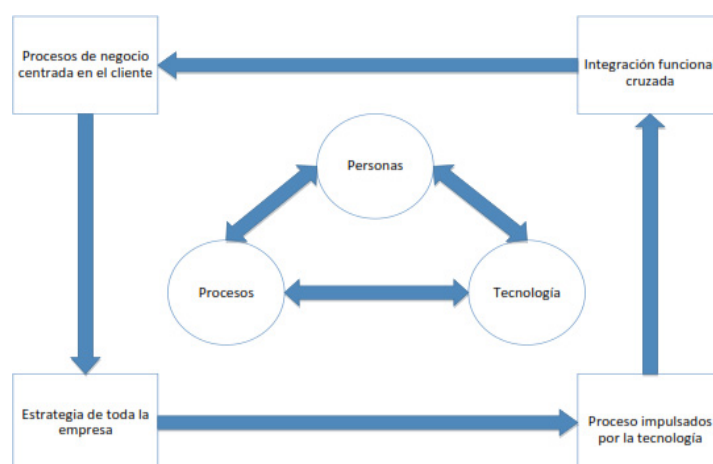 Procesos de negocio
centrada en el cliente
Integración funciona
cruzada
Personas
Procesos
Tecnología
Estrategia de toda la
empresa
Proceso impulsados
por la tecnología